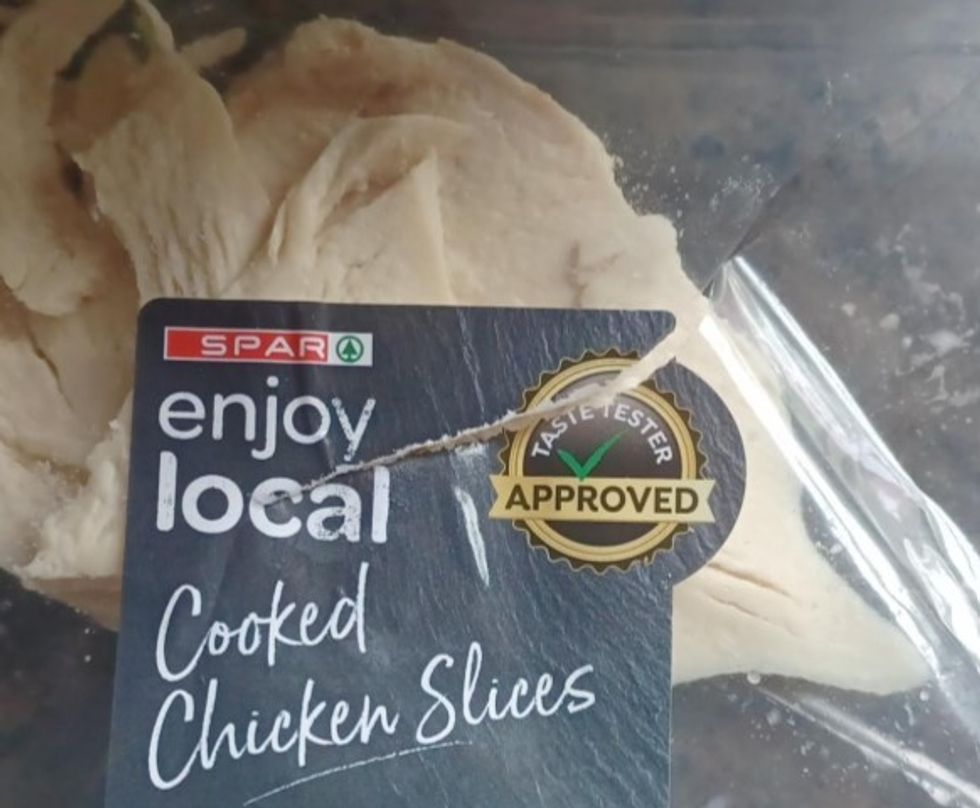 SPAR
enjoy
local
TASTE TESTER
APPROVED
Cooked
Chicken Slices